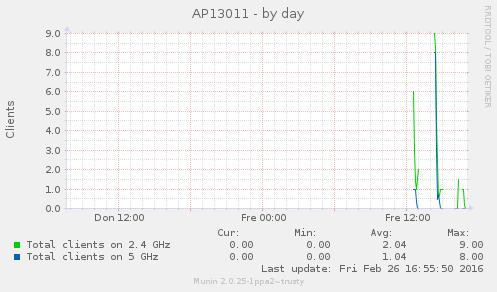 AP13011 - by day
RRDTOOL / TOBI OETIKER
Clients
9.0
8.0
7.0
6.0
5.0
4.0
3.0
2.0
1.0
0.0
Don 12:00 Fre 00:00 Fre 12:00
Cur: Min: Avg: Max:
Total clients on 2.4 GHz 0.00 0.00 2.04 9.00
Total clients on 5 GHz 0.00 0.00 1.04 8.00
Last update: Fri Feb 26 16:55:50 2016
Munin 2.0.25-1ppa2~trusty